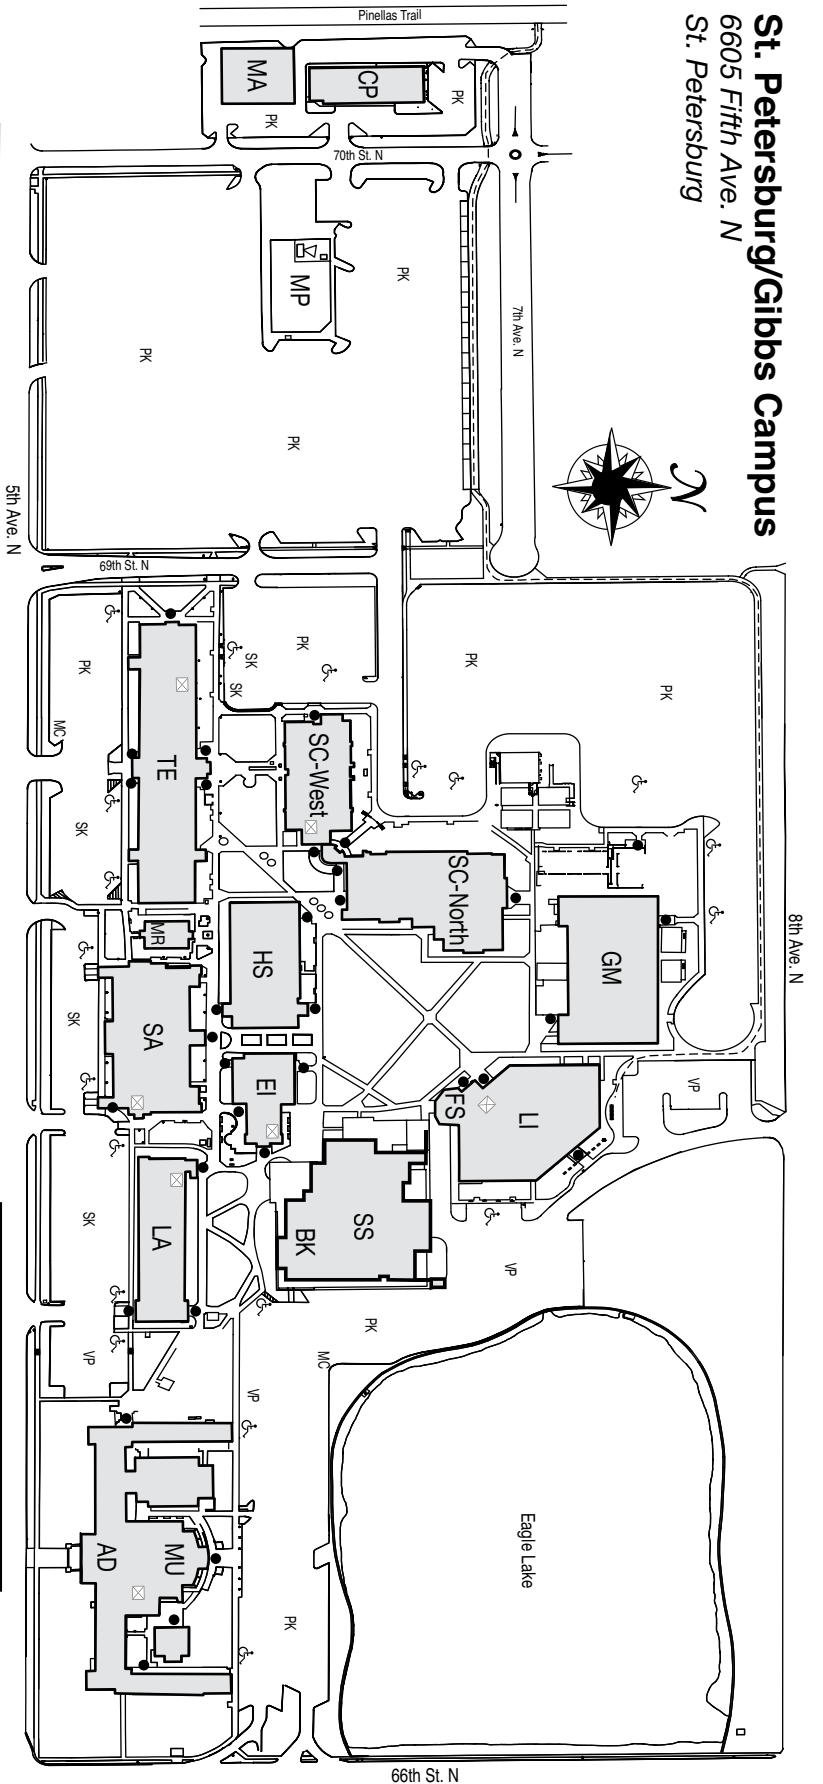 St. Petersburg/Gibbs Campus
6605 Fifth Ave. N
St. Petersburg
N
8th Ave. N
Pinellas Trail
7th Ave. N
70th St. N
CP
MA
PK
PK
PK
MP
PK
PK
5th Ave. N
69th St. N
PK
PK
PK
SK
SK
PK
MC
SK
TE
SC-West
SC-North
GM
MR
HS
SA
SK
EI
FS
LI
VP
SS
BK
LA
SK
VP
PK
MC
VP
VP
Eagle Lake
MU
AD
PK
66th St. N